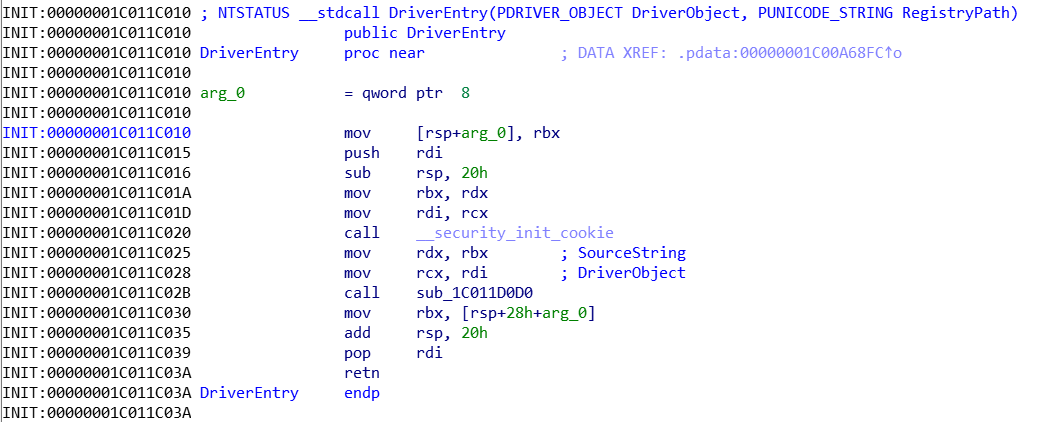 INIT:00000001C011C010 ; NTSTATUS __stdcall DriverEntry(PDRIVER_OBJECT DriverObject, PUNICODE_STRING RegistryPath)
INIT:00000001C011C010 public DriverEntry
INIT:00000001C011C010 DriverEntry proc near ; DATA XREF: .pdata:00000001C00A68FC↑o
INIT:00000001C011C010
INIT:00000001C011C010 arg_0 = qword ptr 8
INIT:00000001C011C010
INIT:00000001C011C010 mov [rsp+arg_0], rbx
INIT:00000001C011C015 push rdi
INIT:00000001C011C016 sub rsp, 20h
INIT:00000001C011C01A mov rbx, rdx
INIT:00000001C011C01D mov rdi, rcx
INIT:00000001C011C020 call __security_init_cookie
INIT:00000001C011C025 mov rdx, rbx ; SourceString
INIT:00000001C011C028 mov rcx, rdi ; DriverObject
INIT:00000001C011C02B call sub_1C011D0D0
INIT:00000001C011C030 mov rbx, [rsp+28h+arg_0]
INIT:00000001C011C035 add rsp, 20h
INIT:00000001C011C039 pop rdi
INIT:00000001C011C03A retn
INIT:00000001C011C03A DriverEntry endp
INIT:00000001C011C03A